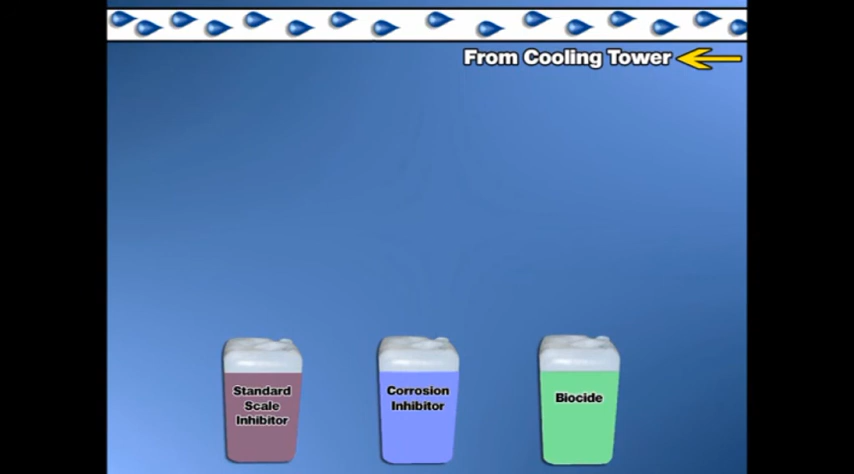 From Cooling Tower
Standard
Scale
Inhibitor
Corrosion
Inhibitor
Biocide